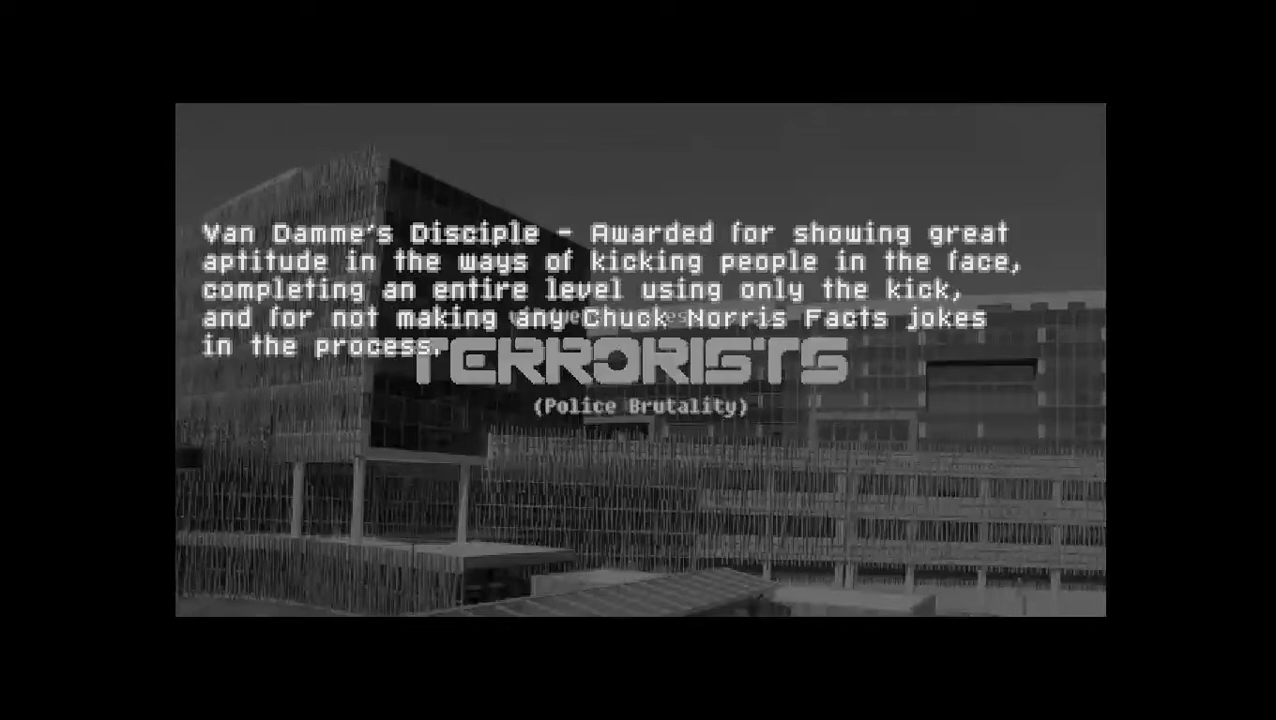 Van Damme's Disciple - Awarded for showing great
aptitude in the ways of kicking people in the face,
completing an entire level using only the kick,
and for not making any Chuck Norris Facts jokes
in the process.
TERRORISTS
(Police Brutality)